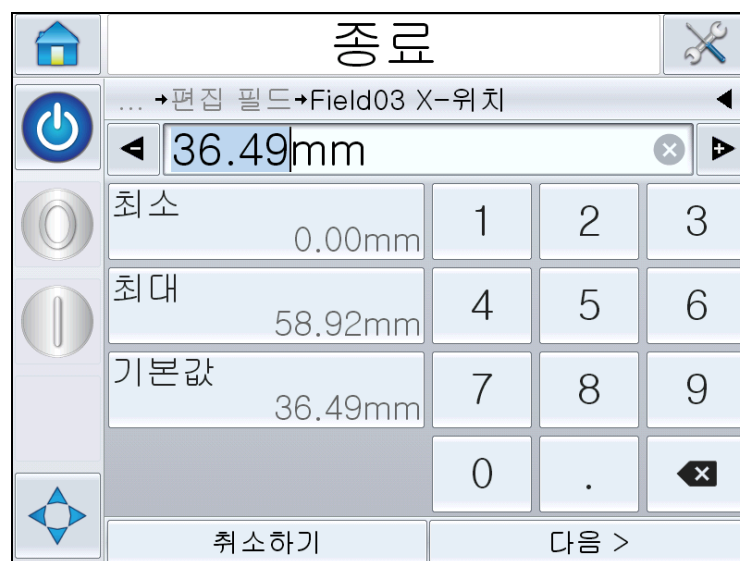 종료
... →편집 필드→Field03 X-위치
36.49mm
최소
0.00mm
1 2 3
최대
58.92mm
4 5 6
기본값
36.49mm
7 8 9
0 .
취소하기 다음 >